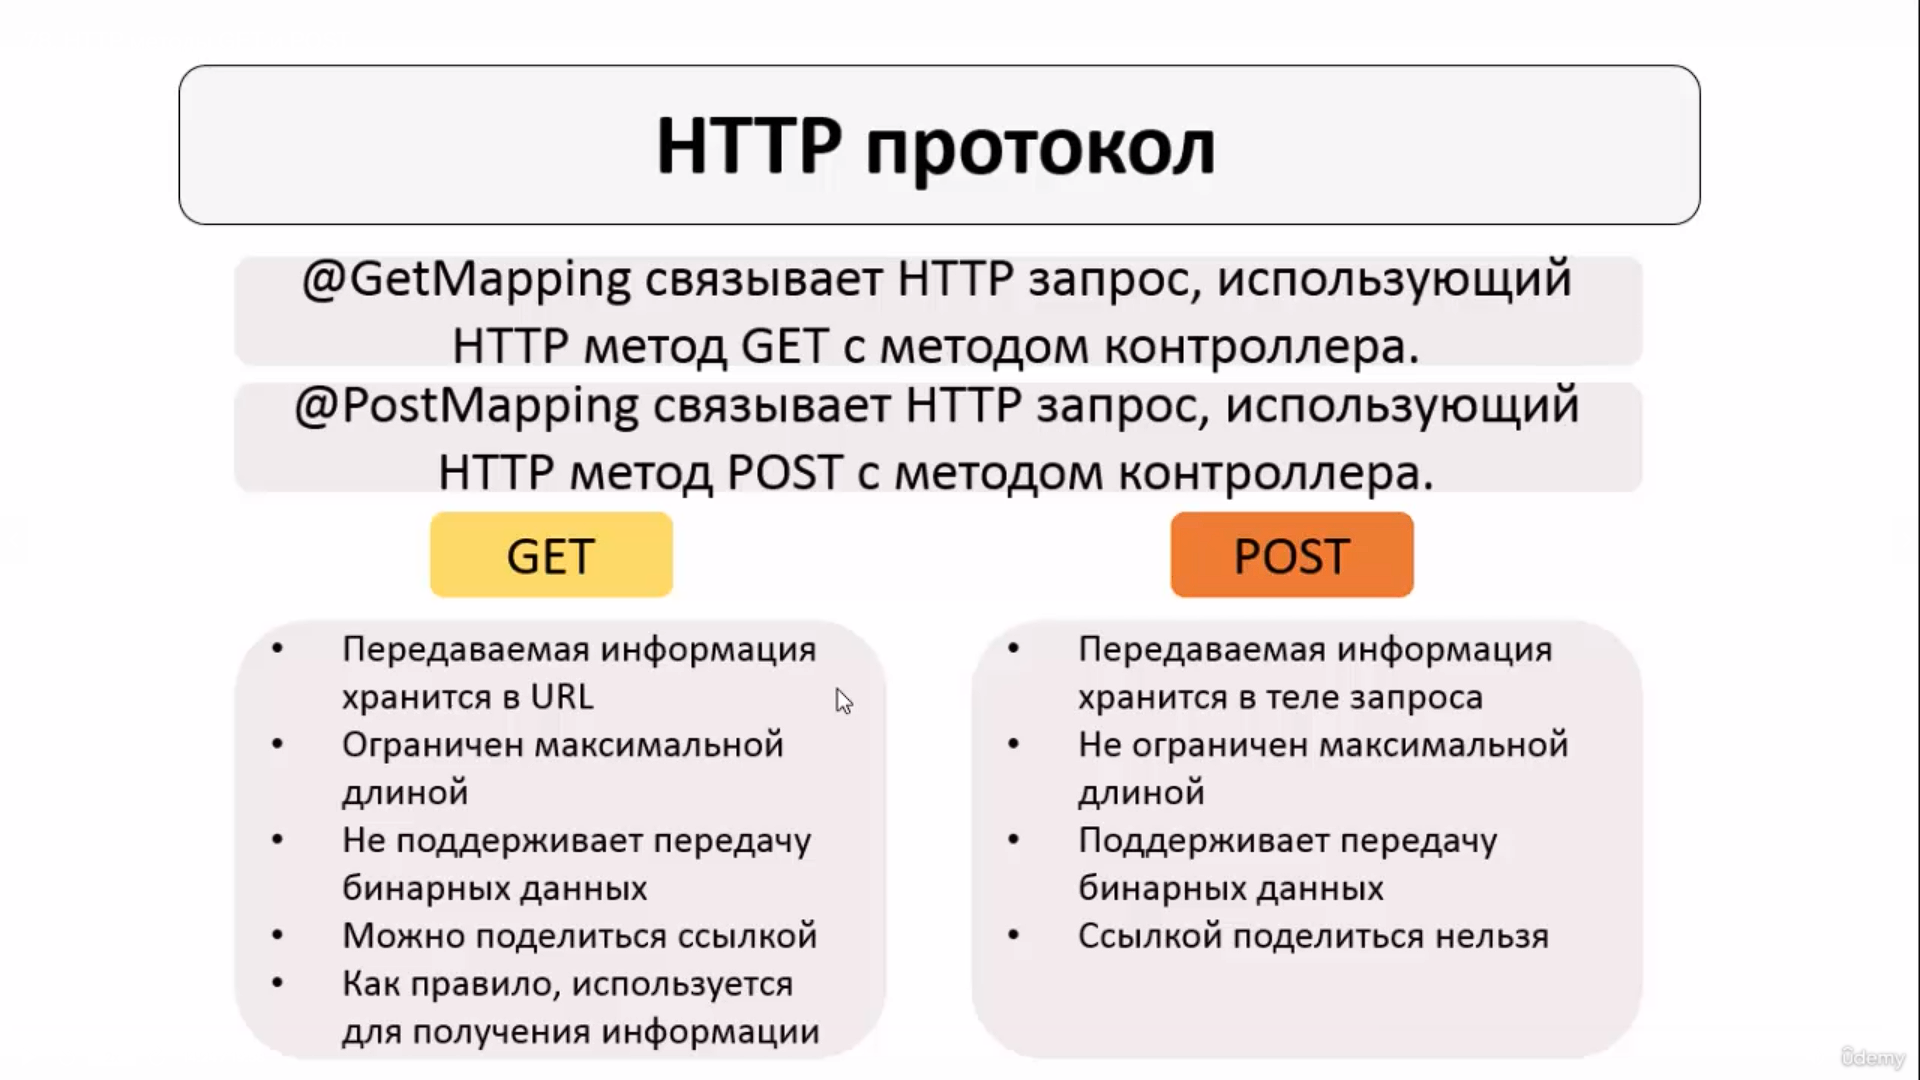 HTTP протокол
@GetMapping связывает HTTP запрос, использующий
HTTP метод GET с методом контроллера.
@PostMapping связывает HTTP запрос, использующий
HTTP метод POST с методом контроллера.
GET
• Передаваемая информация
хранится в URL
• Ограничен максимальной
длиной
• Не поддерживает передачу
бинарных данных
• Можно поделиться ссылкой
• Как правило, используется
для получения информации
POST
• Передаваемая информация
хранится в теле запроса
• Не ограничен максимальной
длиной
• Поддерживает передачу
бинарных данных
• Ссылкой поделиться нельзя
ûdemy